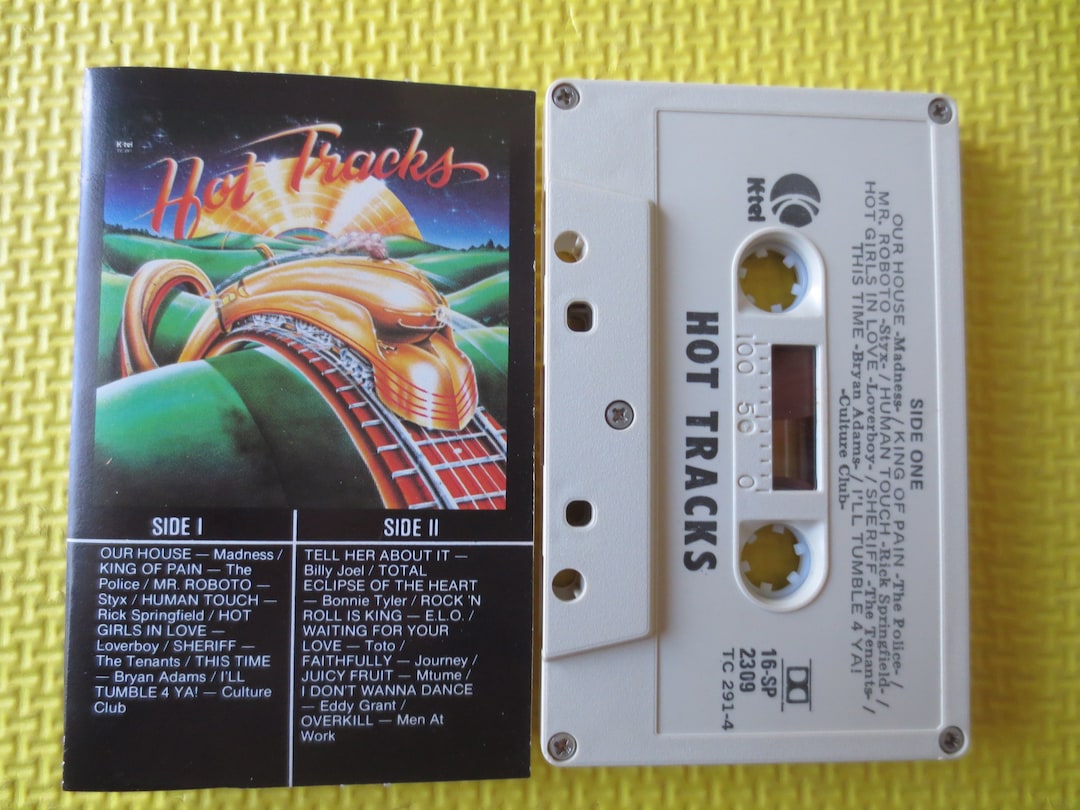 K-tel
Hot Tracks
SIDE I
OUR HOUSE — Madness /
KING OF PAIN — The
Police / MR. ROBOTO —
Styx / HUMAN TOUCH —
Rick Springfield / HOT
GIRLS IN LOVE —
Loverboy / SHERIFF —
The Tenants / THIS TIME
— Bryan Adams / I'LL
TUMBLE 4 YA! — Culture
Club
SIDE II
TELL HER ABOUT IT —
Billy Joel / TOTAL
ECLIPSE OF THE HEART
— Bonnie Tyler / ROCK 'N
ROLL IS KING — E.L.O. /
WAITING FOR YOUR
LOVE — Toto /
FAITHFULLY — Journey /
JUICY FRUIT — Mtume /
I DON'T WANNA DANCE
— Eddy Grant /
OVERKILL — Men At
Work
SIDE ONE
OUR HOUSE -Madness- / KING OF PAIN -The Police- /
MR. ROBOTO -Styx- / HUMAN TOUCH -Rick Springfield- /
HOT GIRLS IN LOVE -Loverboy- / SHERIFF -The Tenants- /
THIS TIME -Bryan Adams- / I'LL TUMBLE 4 YA!
-Culture Club-
K-tel
100 50 0
HOT TRACKS
16-SP
2309
TC 291-4